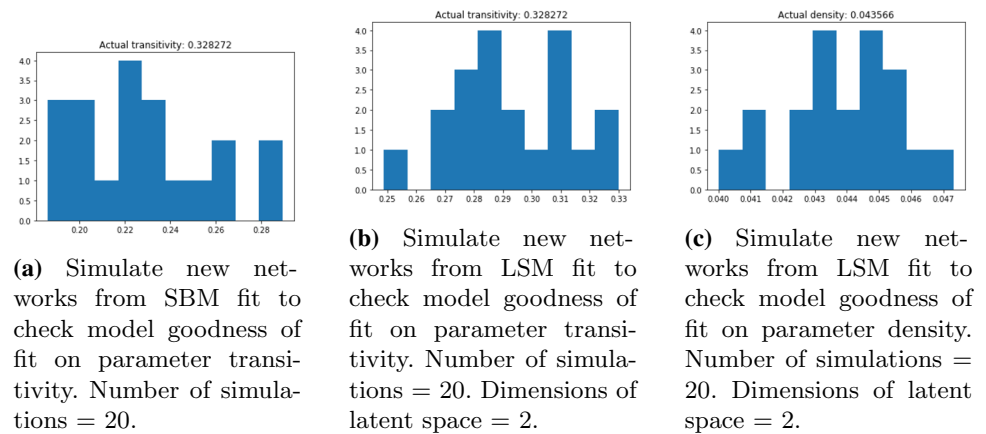 Actual transitivity: 0.328272
4.0
3.5
3.0
2.5
2.0
1.5
1.0
0.5
0.0
0.20 0.22 0.24 0.26 0.28
(a) Simulate new net-
works from SBM fit to
check model goodness of
fit on parameter transi-
tivity. Number of simula-
tions = 20.
Actual transitivity: 0.328272
4.0
3.5
3.0
2.5
2.0
1.5
1.0
0.5
0.0
0.25 0.26 0.27 0.28 0.29 0.30 0.31 0.32 0.33
(b) Simulate new net-
works from LSM fit to
check model goodness of
fit on parameter transi-
tivity. Number of simula-
tions = 20. Dimensions of
latent space = 2.
Actual density: 0.043566
4.0
3.5
3.0
2.5
2.0
1.5
1.0
0.5
0.0
0.040 0.041 0.042 0.043 0.044 0.045 0.046 0.047
(c) Simulate new net-
works from LSM fit to
check model goodness of
fit on parameter density.
Number of simulations =
20. Dimensions of latent
space = 2.